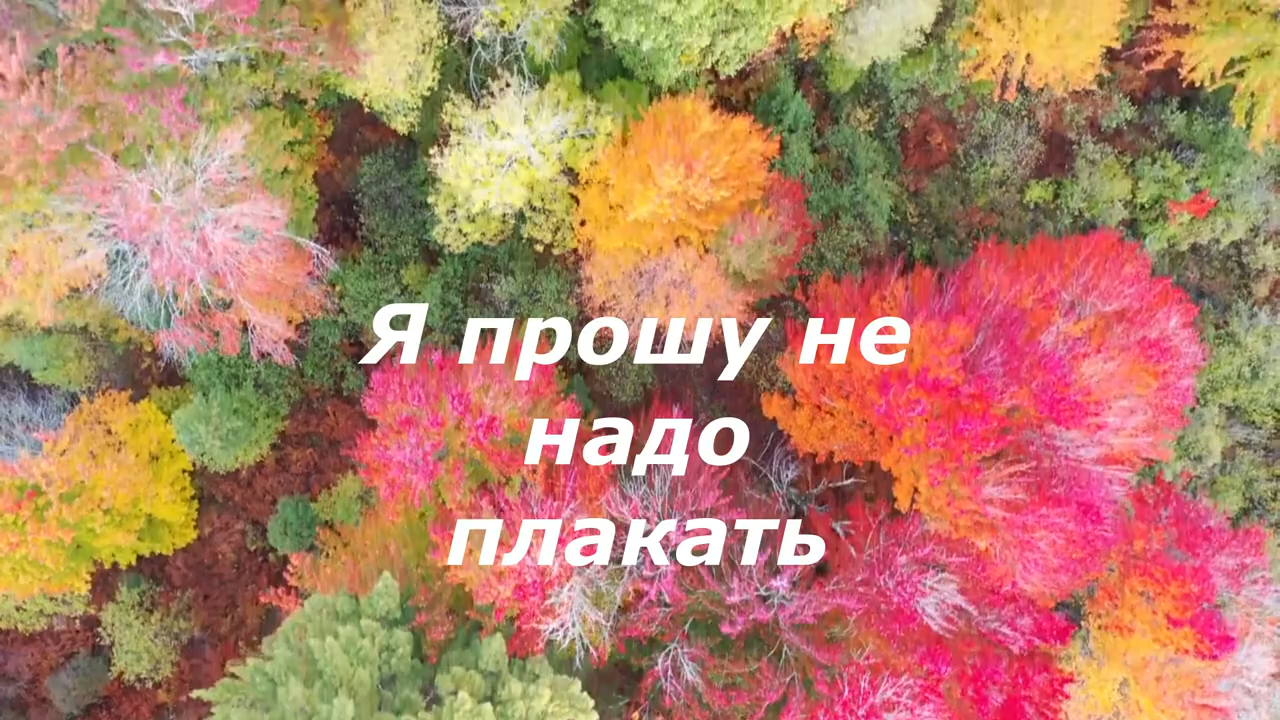 Я прошу не
надо
плакать